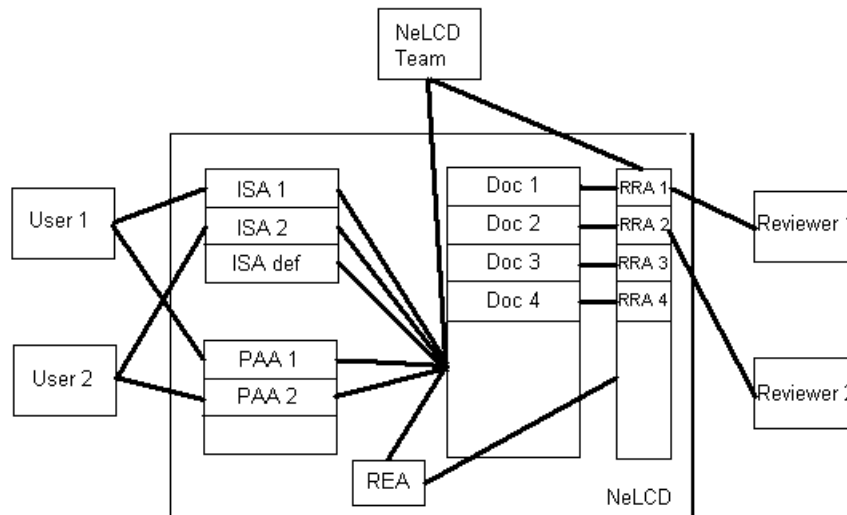 NeLCD
Team
ISA 1
Doc 1
RRA 1
User 1
ISA 2
Doc 2
RRA 2
Reviewer 1
ISA def
Doc 3
RRA 3
Doc 4
RRA 4
User 2
PAA 1
PAA 2
Reviewer 2
REA
NeLCD